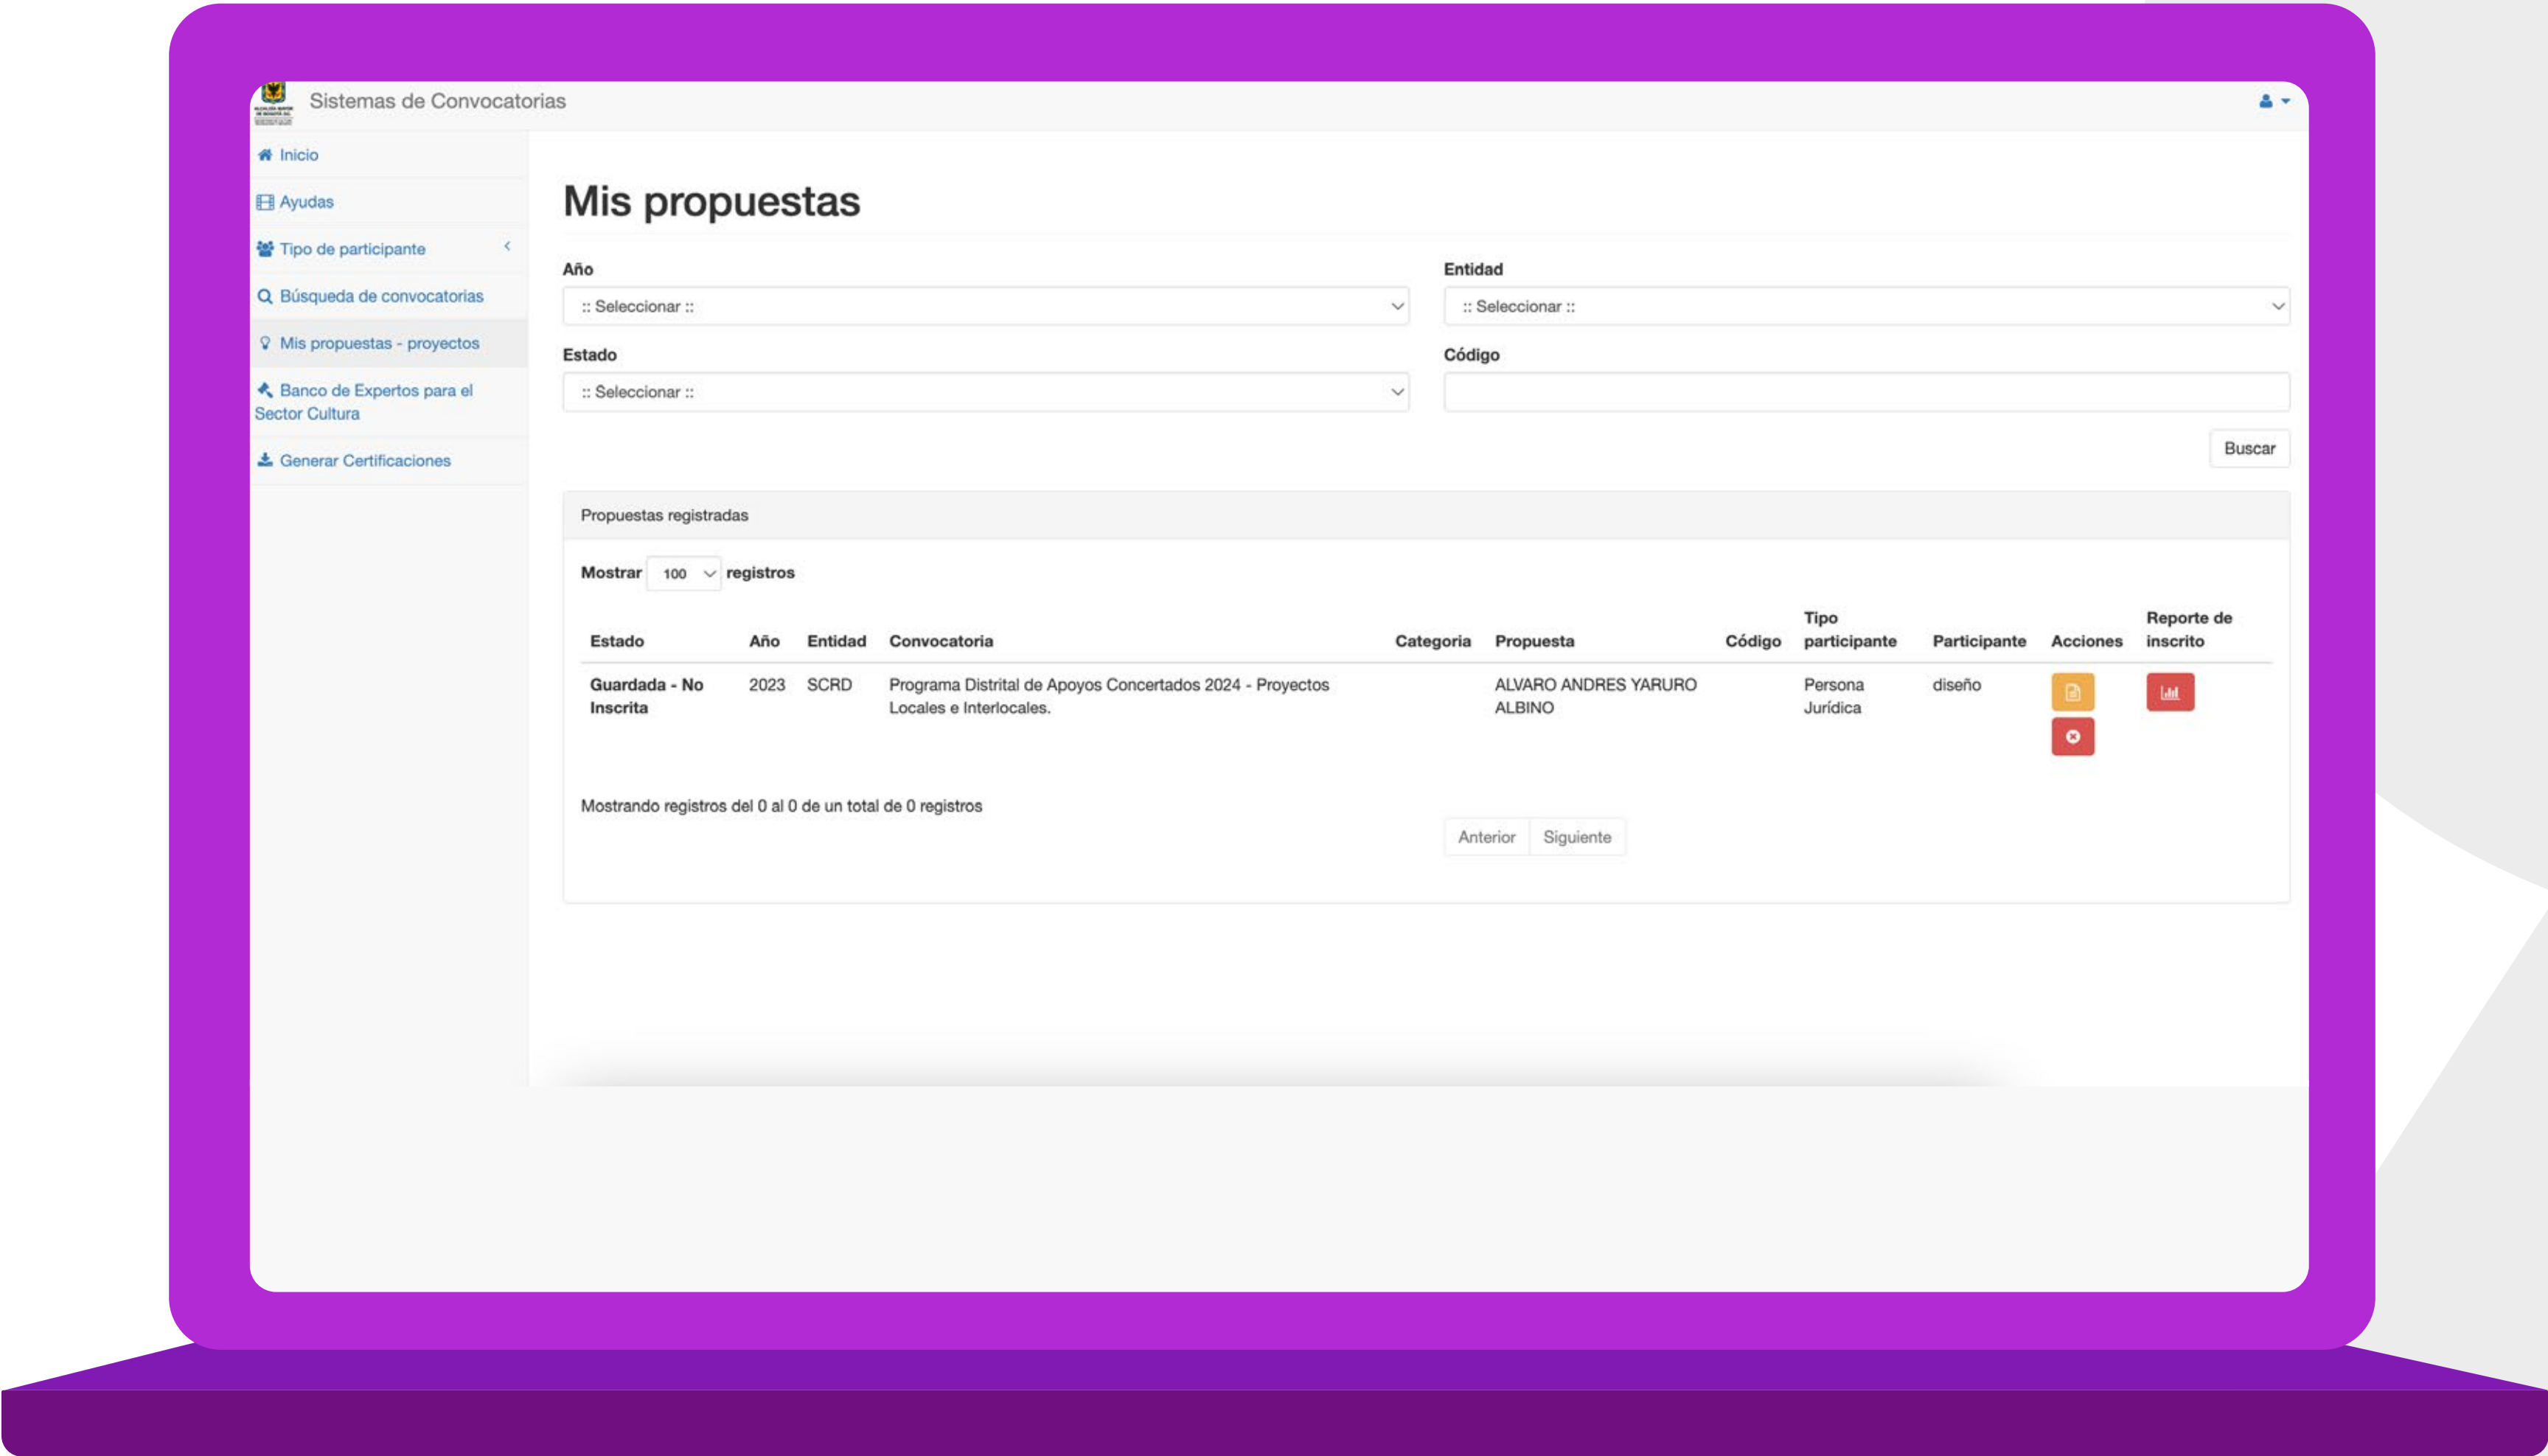 ALCALDÍA MAYOR
DE BOGOTÁ D.C.
Sistemas de Convocatorias
Inicio
Ayudas
Tipo de participante
Búsqueda de convocatorias
Mis propuestas - proyectos
Banco de Expertos para el
Sector Cultura
Generar Certificaciones
Mis propuestas
Año
Entidad
:: Seleccionar ::
:: Seleccionar ::
Estado
Código
:: Seleccionar ::
Buscar
Propuestas registradas
Mostrar 100 registros
Estado Año Entidad Convocatoria Categoria Propuesta Código Tipo participante Participante Acciones Reporte de inscrito
Guardada - No 2023 SCRD Programa Distrital de Apoyos Concertados 2024 - Proyectos ALVARO ANDRES YARURO Persona diseño
Inscrita Locales e Interlocales. ALBINO Jurídica
Mostrando registros del 0 al 0 de un total de 0 registros
Anterior Siguiente